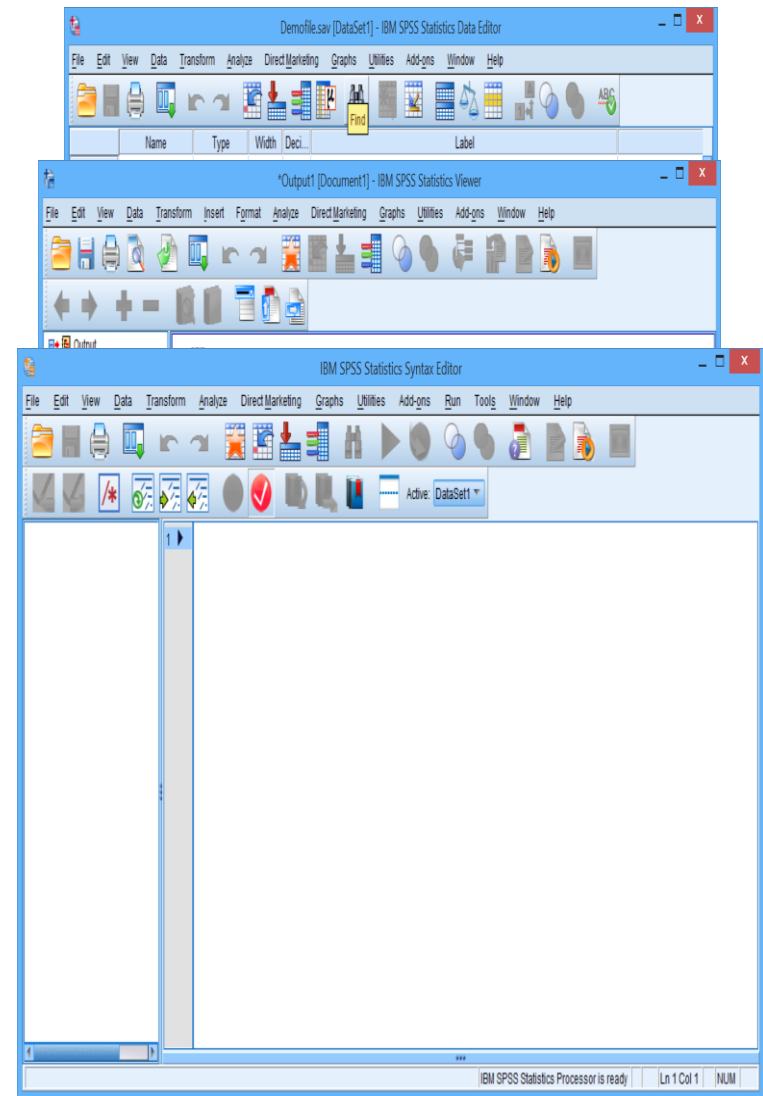 Demofile.sav [DataSet1] - IBM SPSS Statistics Data Editor
File Edit View Data Transform Analyze Direct Marketing Graphs Utilities Add-ons Window Help
Find
Name Type Width Deci... Label
*Output1 [Document1] - IBM SPSS Statistics Viewer
File Edit View Data Transform Insert Format Analyze Direct Marketing Graphs Utilities Add-ons Window Help
Output
IBM SPSS Statistics Syntax Editor
File Edit View Data Transform Analyze Direct Marketing Graphs Utilities Add-ons Run Tools Window Help
Active: DataSet1
1
IBM SPSS Statistics Processor is ready Ln 1 Col 1 NUM